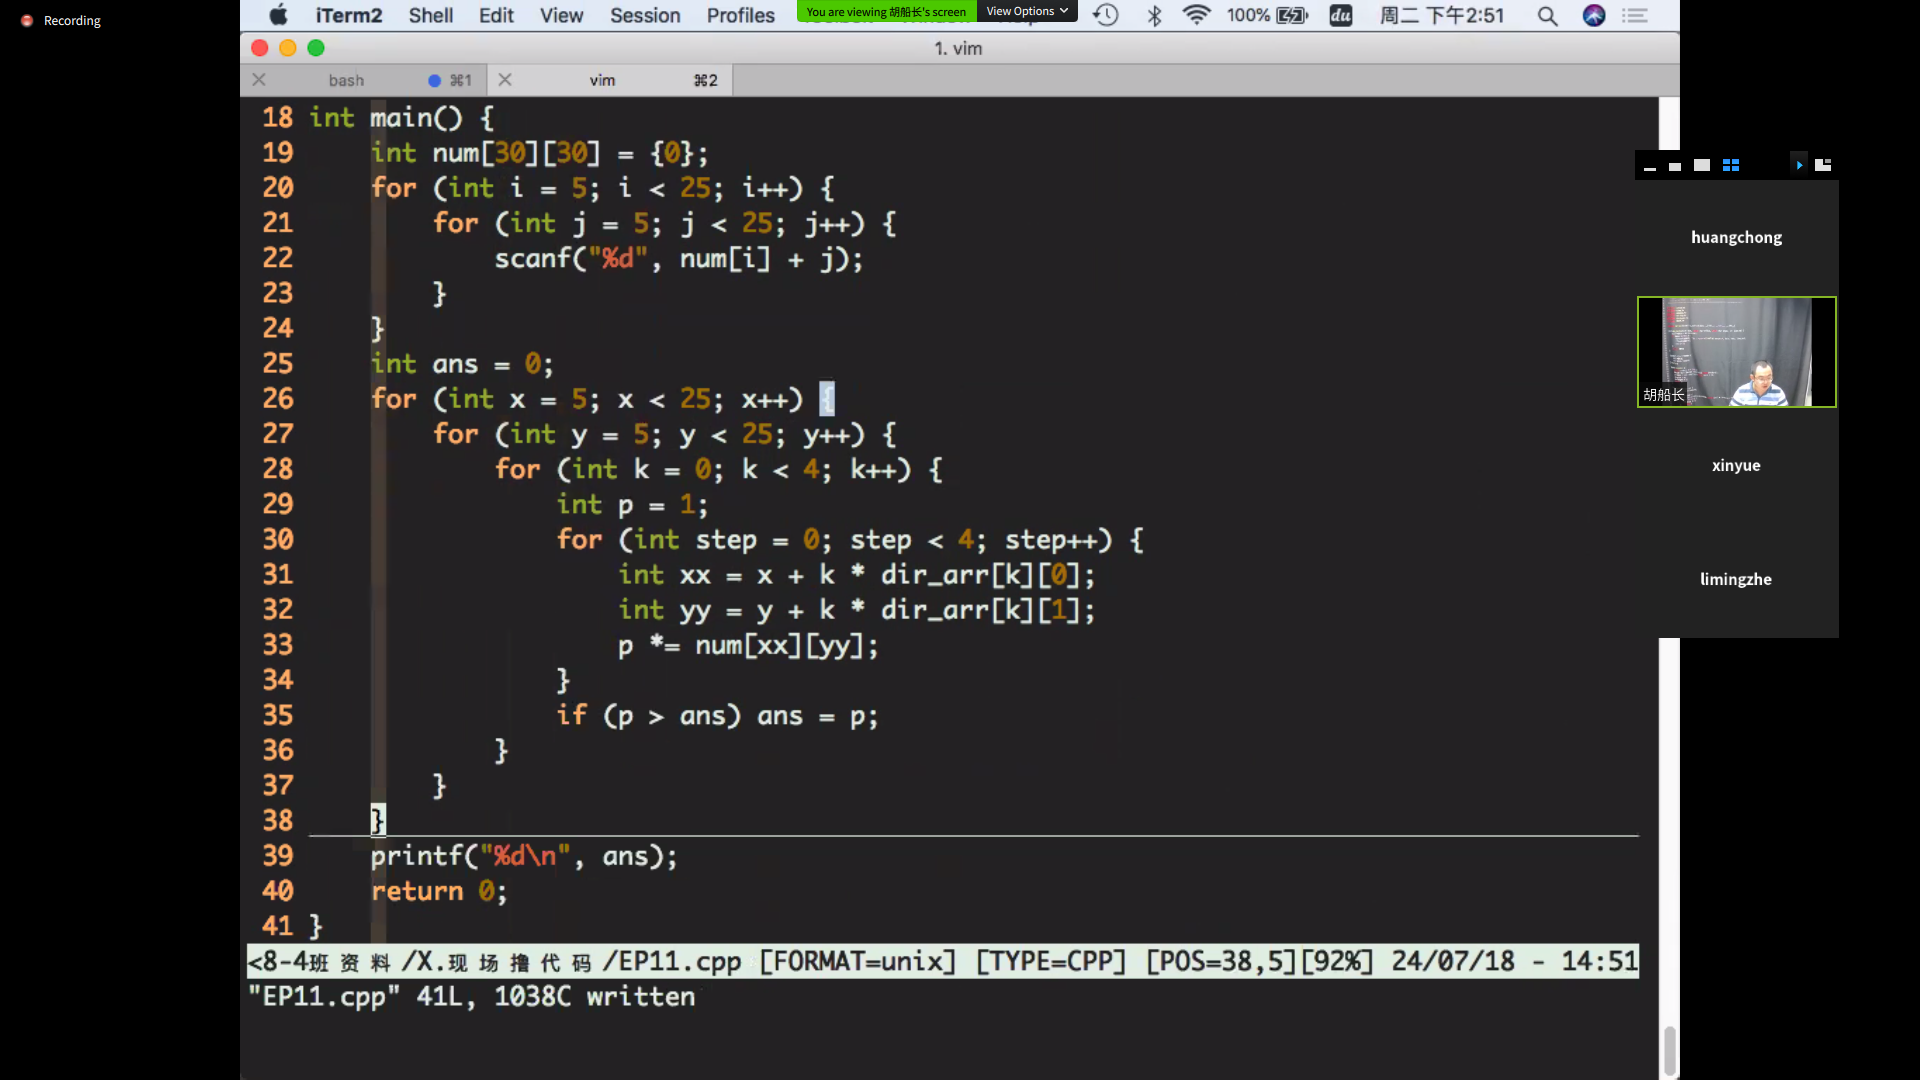 Recording
iTerm2 Shell Edit View Session Profiles
You are viewing 胡船长's screen
View Options
100%
du
周二 下午2:51
1. vim
bash ⌘1
vim ⌘2
18 int main() {
19 int num[30][30] = {0};
20 for (int i = 5; i < 25; i++) {
21 for (int j = 5; j < 25; j++) {
22 scanf("%d", num[i] + j);
23 }
24 }
25 int ans = 0;
26 for (int x = 5; x < 25; x++) {
27 for (int y = 5; y < 25; y++) {
28 for (int k = 0; k < 4; k++) {
29 int p = 1;
30 for (int step = 0; step < 4; step++) {
31 int xx = x + k * dir_arr[k][0];
32 int yy = y + k * dir_arr[k][1];
33 p *= num[xx][yy];
34 }
35 if (p > ans) ans = p;
36 }
37 }
38 }
39 printf("%d\n", ans);
40 return 0;
41 }
<8-4班 资 料 /X.现 场 撸 代 码 /EP11.cpp [FORMAT=unix] [TYPE=CPP] [POS=38,5][92%] 24/07/18 - 14:51
"EP11.cpp" 41L, 1038C written
huangchong
胡船长
xinyue
limingzhe